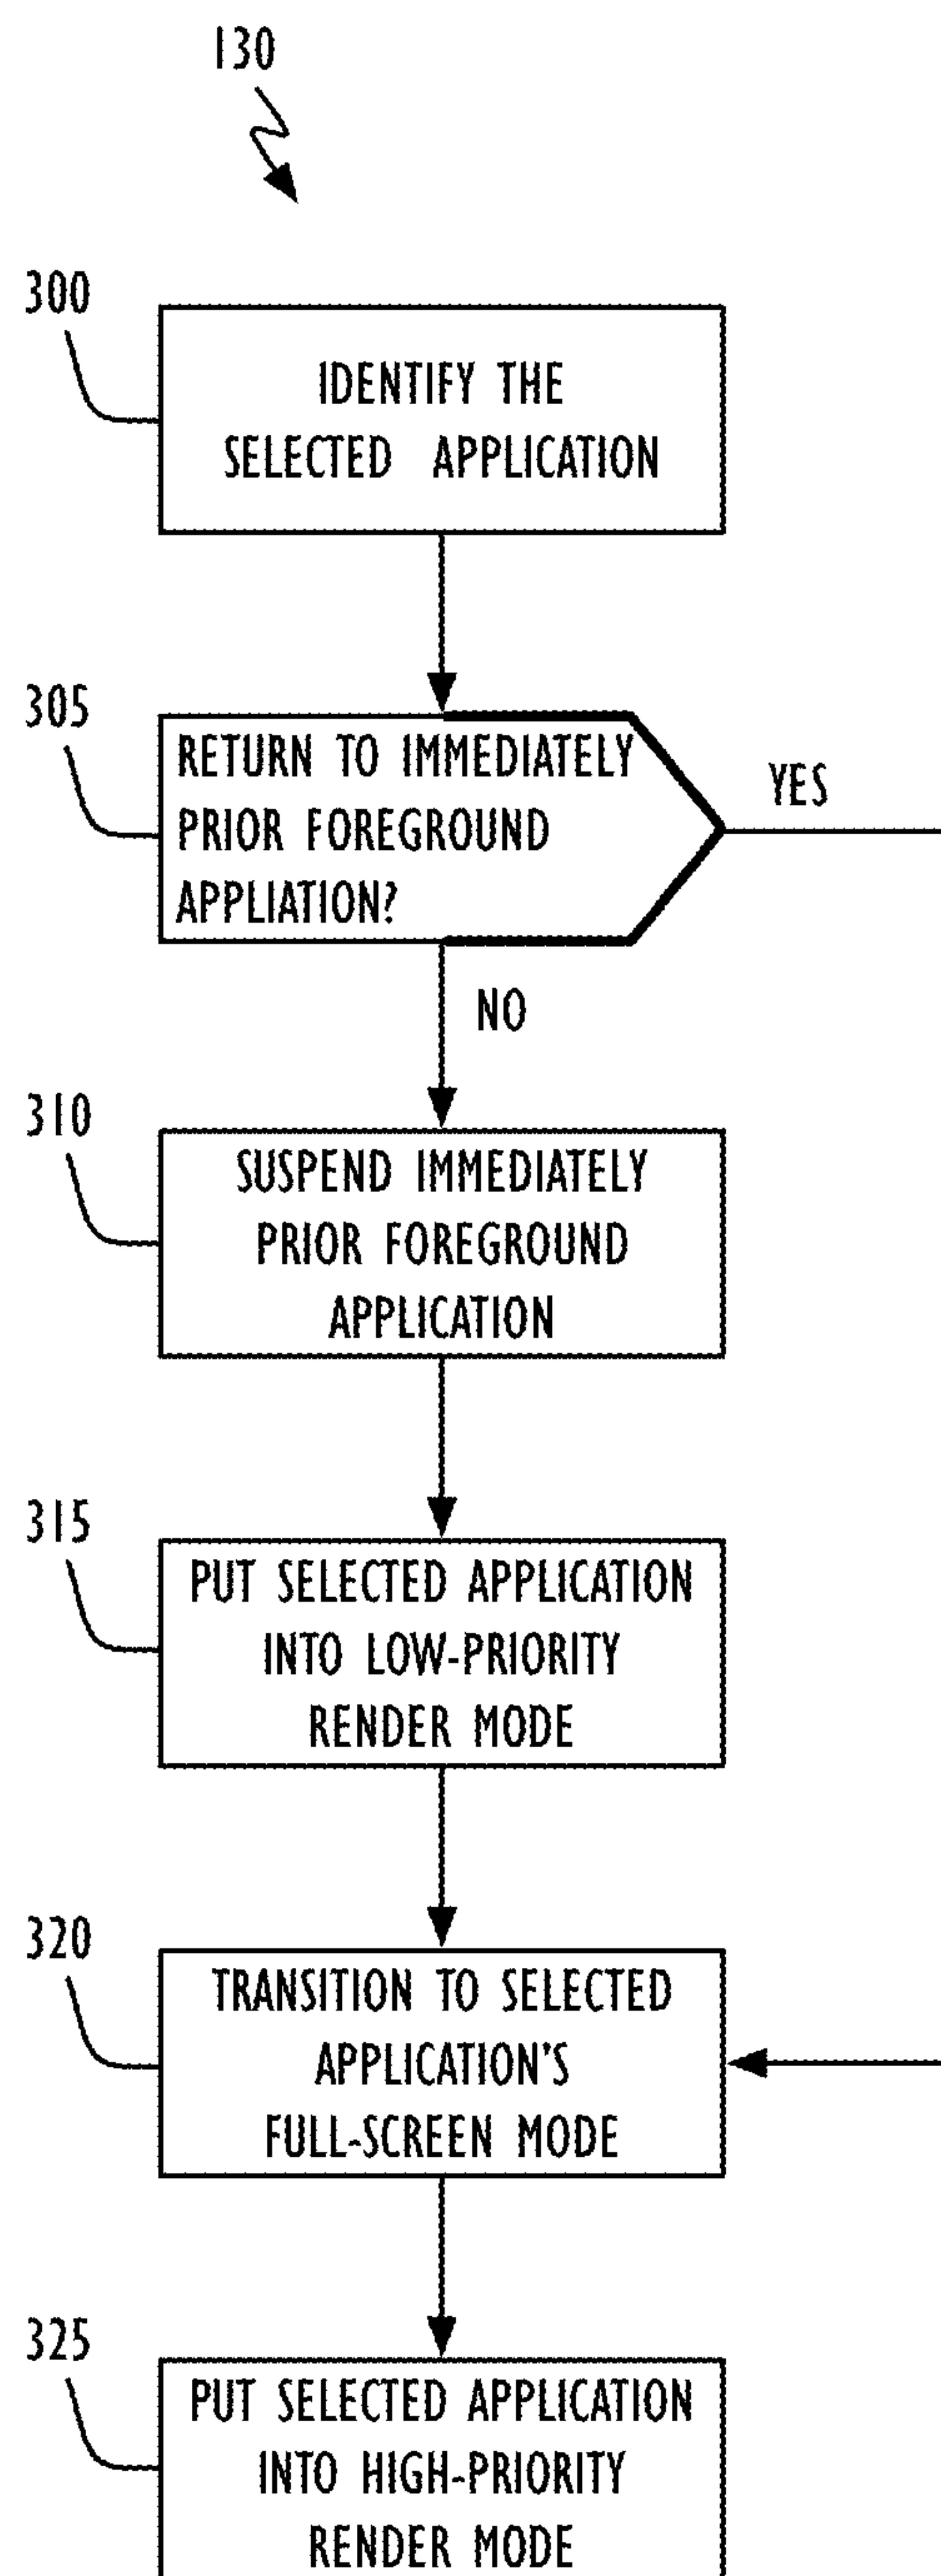 130
300
IDENTIFY THE
SELECTED APPLICATION
305
RETURN TO IMMEDIATELY
PRIOR FOREGROUND
APPLIATION?
YES
NO
310
SUSPEND IMMEDIATELY
PRIOR FOREGROUND
APPLICATION
315
PUT SELECTED APPLICATION
INTO LOW-PRIORITY
RENDER MODE
320
TRANSITION TO SELECTED
APPLICATION'S
FULL-SCREEN MODE
325
PUT SELECTED APPLICATION
INTO HIGH-PRIORITY
RENDER MODE